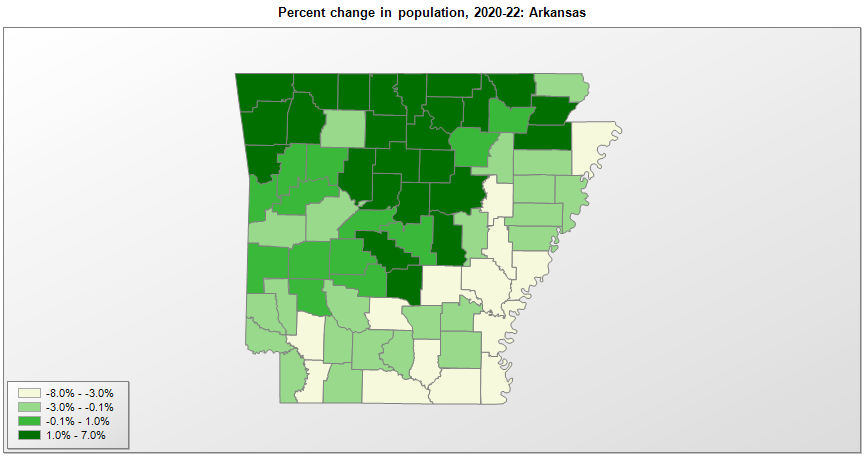 Percent change in population, 2020-22: Arkansas
-8.0% - -3.0%
-3.0% - -0.1%
-0.1% - 1.0%
1.0% - 7.0%